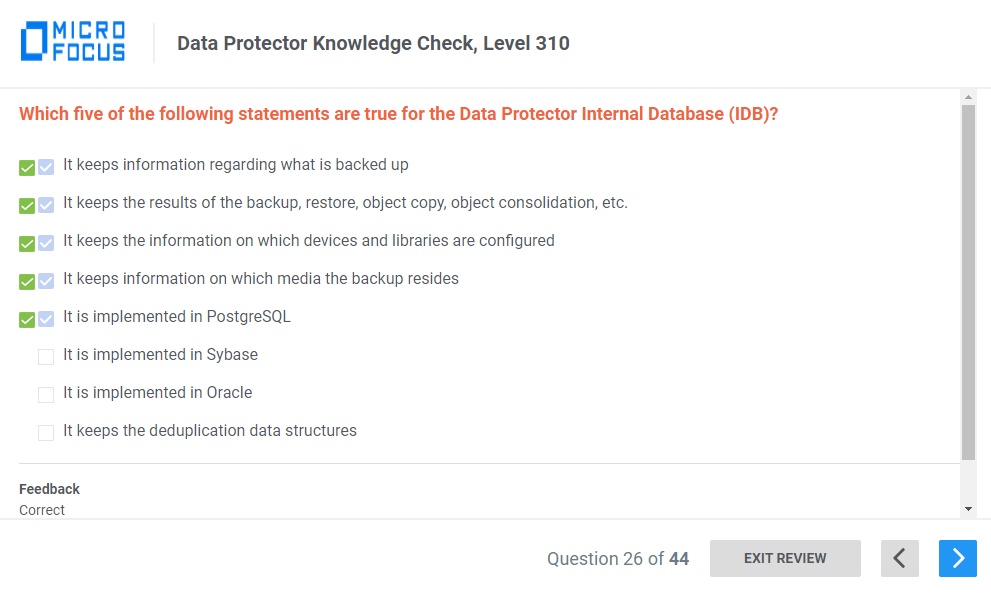 MICRO
FOCUS
Data Protector Knowledge Check, Level 310
Which five of the following statements are true for the Data Protector Internal Database (IDB)?
It keeps information regarding what is backed up
It keeps the results of the backup, restore, object copy, object consolidation, etc.
It keeps the information on which devices and libraries are configured
It keeps information on which media the backup resides
It is implemented in PostgreSQL
It is implemented in Sybase
It is implemented in Oracle
It keeps the deduplication data structures
Feedback
Correct
Question 26 of 44
EXIT REVIEW